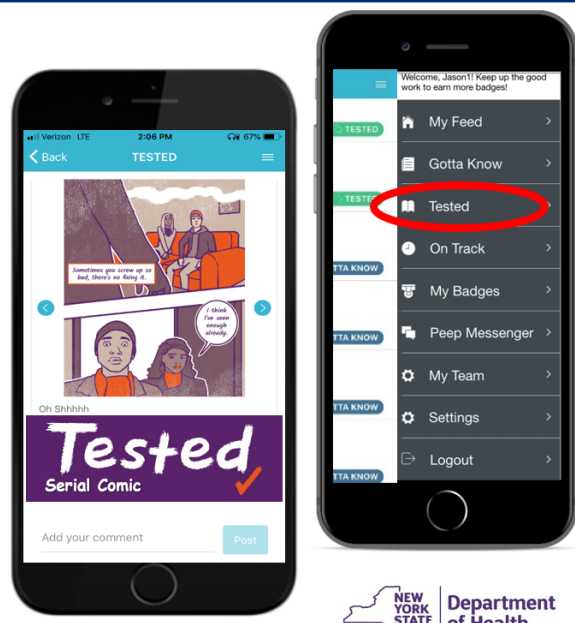 Verizon LTE 2:06 PM 67%
Back TESTED
Sometimes you screw up so
bad, there's no fixing it.
I think
I've seen
enough
already.
Oh Shhhhh
Tested
Serial Comic
Add your comment Post
Welcome, Jason1! Keep up the good
work to earn more badges!
TESTED
My Feed
Gotta Know
TESTED
Tested
On Track
TTA KNOW
My Badges
TTA KNOW
Peep Messenger
My Team
TTA KNOW
Settings
Logout
TTA KNOW
NEW
YORK
STATE
Department
of Health